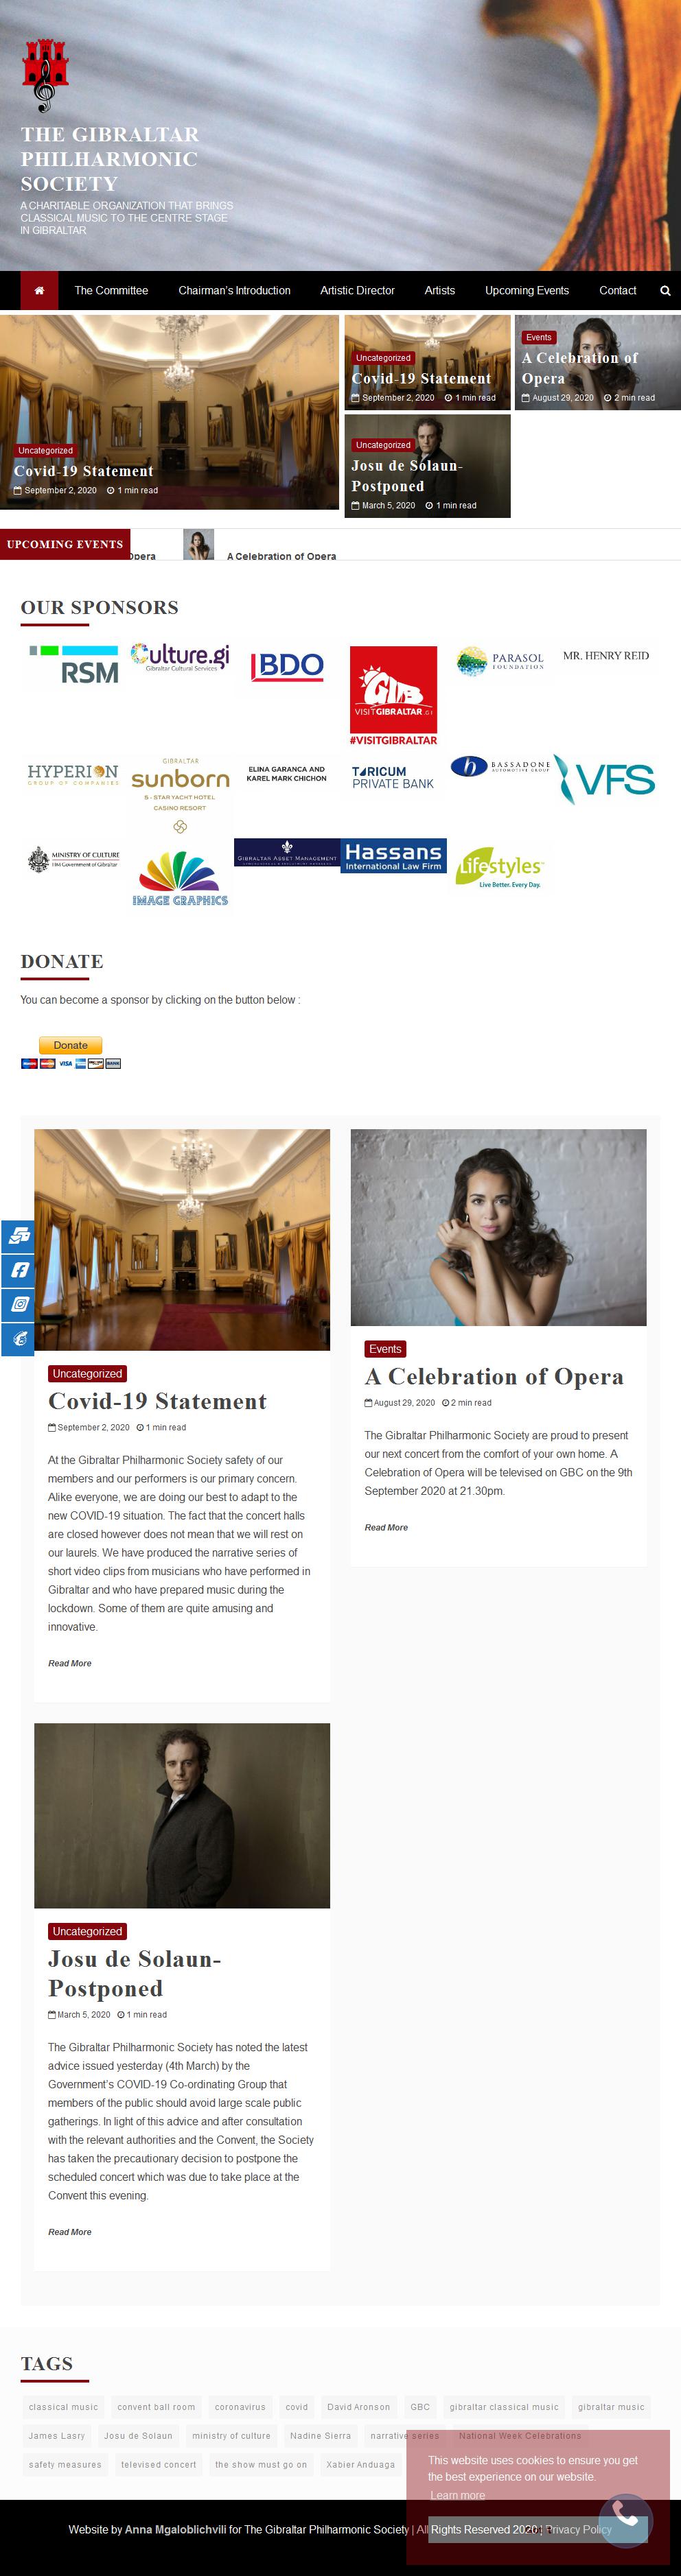 THE GIBRALTAR
PHILHARMONIC
SOCIETY
A CHARITABLE ORGANIZATION THAT BRINGS
CLASSICAL MUSIC TO THE CENTRE STAGE
IN GIBRALTAR
The Committee
Chairman's Introduction
Artistic Director
Artists
Upcoming Events
Contact
Uncategorized
Covid-19 Statement
September 2, 2020 1 min read
Uncategorized
Covid-19 Statement
September 2, 2020 1 min read
Events
A Celebration of
Opera
August 29, 2020 2 min read
Uncategorized
Josu de Solaun-
Postponed
March 5, 2020 1 min read
UPCOMING EVENTS
Opera
A Celebration of Opera
OUR SPONSORS
RSM
Culture.gi
Gibraltar Cultural Services
BDO
GIB
VISITGIBRALTAR.GI
#VISITGIBRALTAR
PARASOL
FOUNDATION
MR. HENRY REID
HYPERION
GROUP OF COMPANIES
GIBRALTAR
sunborn
5 - STAR YACHT HOTEL
CASINO RESORT
ELINA GARANCA AND
KAREL MARK CHICHON
TURICUM
PRIVATE BANK
b
BASSADONE
AUTOMOTIVE GROUP
VFS
MINISTRY OF CULTURE
HM Government of Gibraltar
IMAGE GRAPHICS
GIBRALTAR ASSET MANAGEMENT
Hassans
International Law Firm
Lifestyles
Live Better. Every Day.
DONATE
You can become a sponsor by clicking on the button below :
Donate
VISA
Uncategorized
Covid-19 Statement
September 2, 2020 1 min read
At the Gibraltar Philharmonic Society safety of our
members and our performers is our primary concern.
Alike everyone, we are doing our best to adapt to the
new COVID-19 situation. The fact that the concert halls
are closed however does not mean that we will rest on
our laurels. We have produced the narrative series of
short video clips from musicians who have performed in
Gibraltar and who have prepared music during the
lockdown. Some of them are quite amusing and
innovative.
Read More
Events
A Celebration of Opera
August 29, 2020 2 min read
The Gibraltar Philharmonic Society are proud to present
our next concert from the comfort of your own home. A
Celebration of Opera will be televised on GBC on the 9th
September 2020 at 21.30pm.
Read More
Uncategorized
Josu de Solaun-
Postponed
March 5, 2020 1 min read
The Gibraltar Philharmonic Society has noted the latest
advice issued yesterday (4th March) by the
Government's COVID-19 Co-ordinating Group that
members of the public should avoid large scale public
gatherings. In light of this advice and after consultation
with the relevant authorities and the Convent, the Society
has taken the precautionary decision to postpone the
scheduled concert which was due to take place at the
Convent this evening.
Read More
TAGS
classical music convent ball room coronavirus covid David Aronson GBC gibraltar classical music gibraltar music
James Lasry Josu de Solaun ministry of culture Nadine Sierra narrative series National Week Celebrations
safety measures televised concert the show must go on Xabier Anduaga
This website uses cookies to ensure you get
the best experience on our website.
Learn more
Website by Anna Mgaloblichvili for The Gibraltar Philharmonic Society | All Rights Reserved 2020 | Privacy Policy